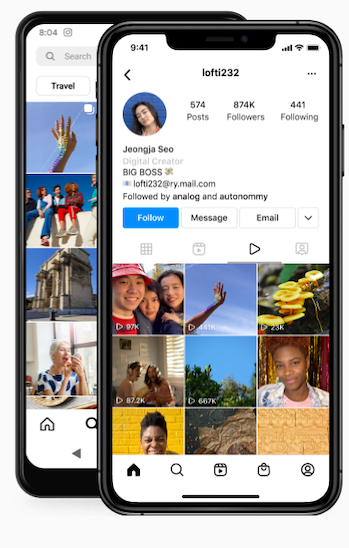 8:04
Search
Travel
9:41
lofti232
574
874K
441
Posts
Followers
Following
Jeongja Seo
Digital Creator
BIG BOSS 💸
📧 lofti232@ry.mail.com
Followed by analog and autonommy
Follow
Message
Email
97K
441K
23K
87.2K
667K